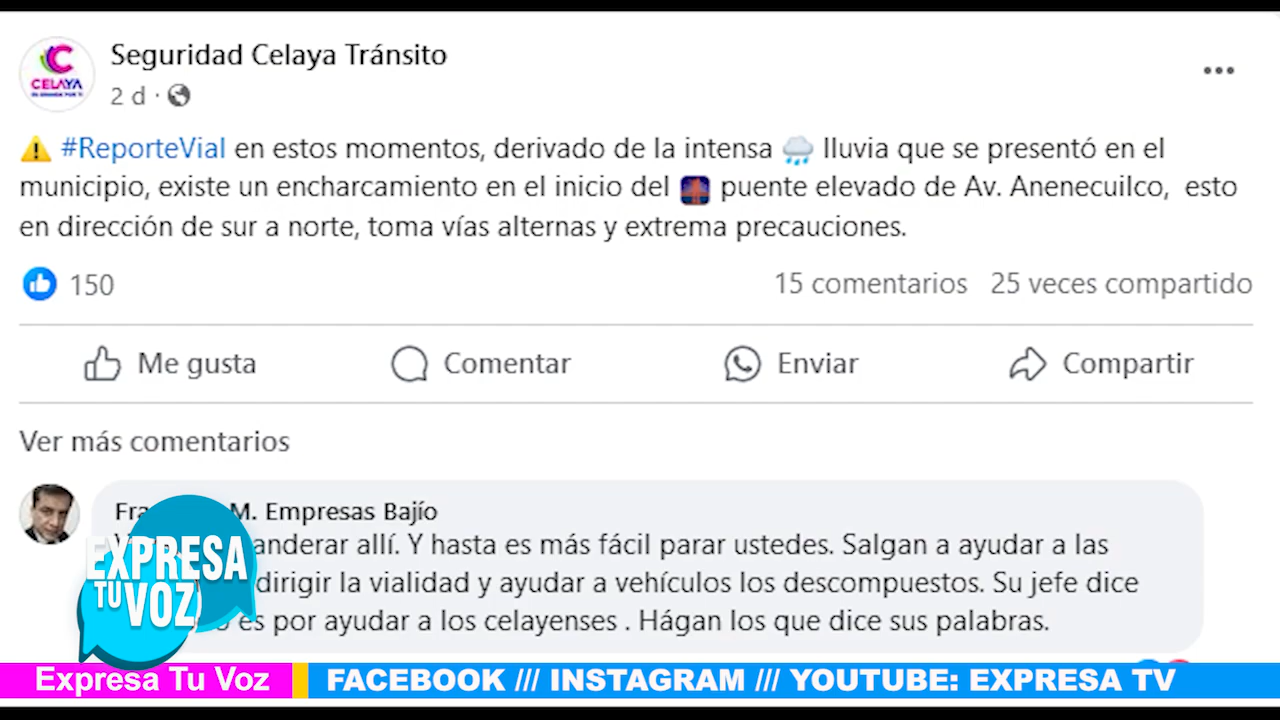 Seguridad Celaya Tránsito
CELAYA
2 d ·
#ReporteVial en estos momentos, derivado de la intensa lluvia que se presentó en el
municipio, existe un encharcamiento en el inicio del puente elevado de Av. Anenecuilco, esto
en dirección de sur a norte, toma vías alternas y extrema precauciones.
150
15 comentarios 25 veces compartido
Me gusta Comentar Enviar Compartir
Ver más comentarios
M. Empresas Bajío
allí. Y hasta es más fácil parar ustedes. Salgan a ayudar a las
dirigir la vialidad y ayudar a vehículos los descompuestos. Su jefe dice
es por ayudar a los celayenses . Hágan los que dice sus palabras.
EXPRESA
TU
VOZ
Expresa Tu Voz FACEBOOK /// INSTAGRAM /// YOUTUBE: EXPRESA TV